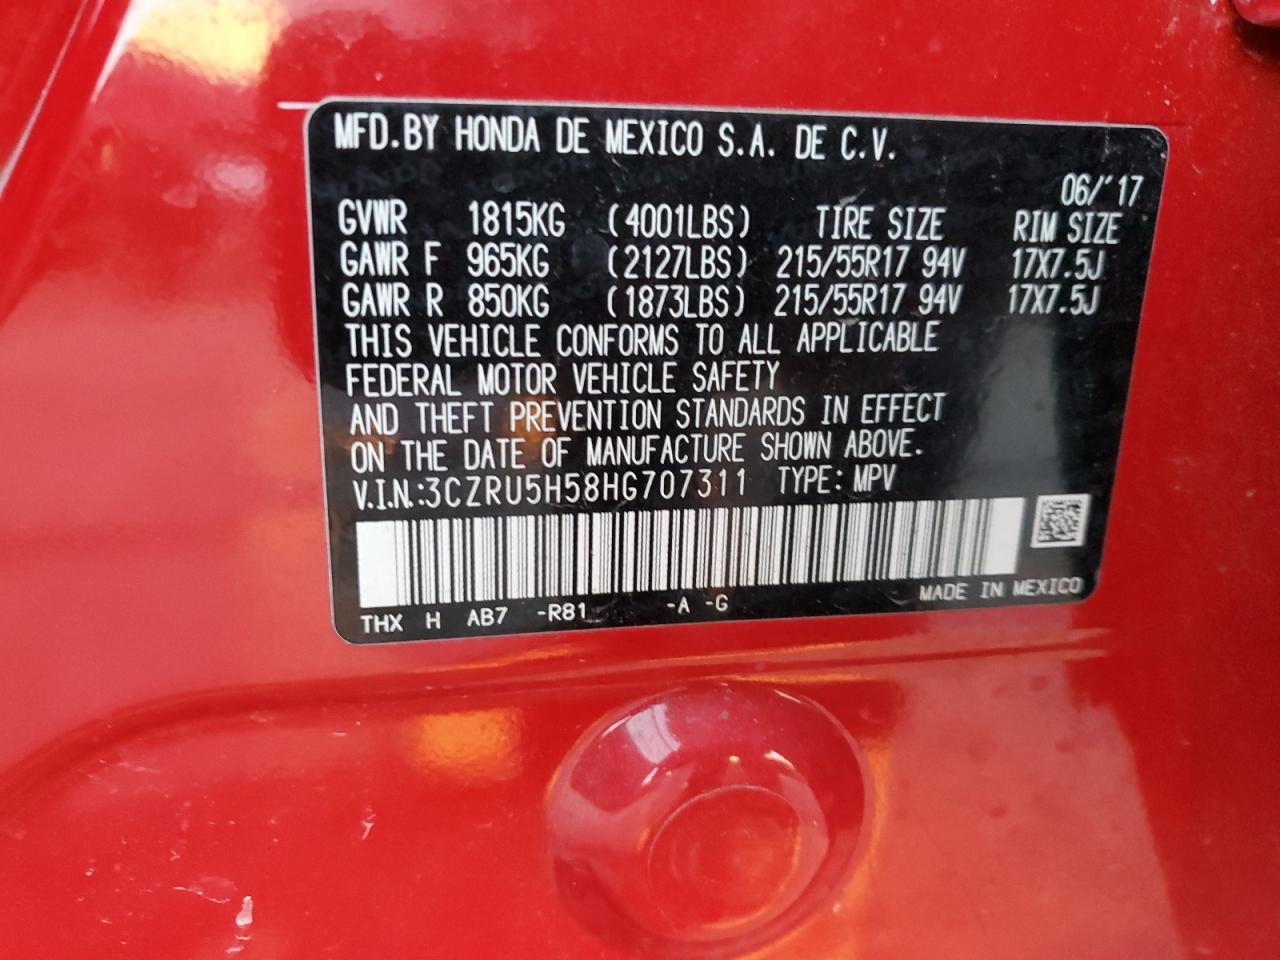 MFD.BY HONDA DE MEXICO S.A. DE C.V.
06/'17
GVWR 1815KG (4001LBS) TIRE SIZE RIM SIZE
GAWR F 965KG (2127LBS) 215/55R17 94V 17X7.5J
GAWR R 850KG (1873LBS) 215/55R17 94V 17X7.5J
THIS VEHICLE CONFORMS TO ALL APPLICABLE
FEDERAL MOTOR VEHICLE SAFETY
AND THEFT PREVENTION STANDARDS IN EFFECT
ON THE DATE OF MANUFACTURE SHOWN ABOVE.
V.I.N.:3CZRU5H58HG707311 TYPE: MPV
MADE IN MEXICO
THX H AB7 -R81 -A -G